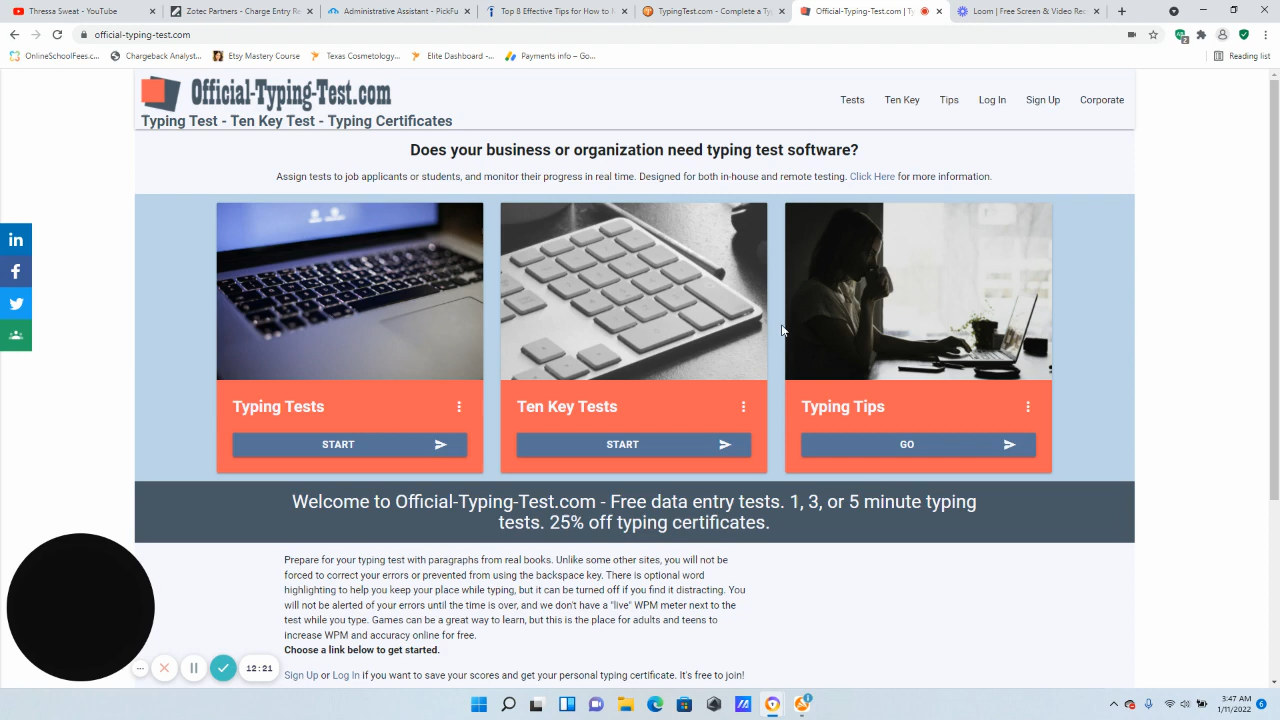 Thressa Sweat - YouTube
Zotec Partners - Charge Entry R
Administrative Assistant - PickU
Top 8 Effective Tips for How to
TypingTest.com - Complete a Ty
Official-Typing-Test.com | Ty
Loom | Free Screen & Video Rec
official-typing-test.com
2
OnlineSchoolFees.c...
Chargeback Analyst...
Etsy Mastery Course
Texas Cosmetology...
Elite Dashboard -...
Payments info – Go...
Reading list
Official-Typing-Test.com
Typing Test - Ten Key Test - Typing Certificates
Tests
Ten Key
Tips
Log In
Sign Up
Corporate
Does your business or organization need typing test software?
Assign tests to job applicants or students, and monitor their progress in real time. Designed for both in-house and remote testing. Click Here for more information.
in
f
Typing Tests
START
Ten Key Tests
START
Typing Tips
GO
Welcome to Official-Typing-Test.com - Free data entry tests. 1, 3, or 5 minute typing
tests. 25% off typing certificates.
Prepare for your typing test with paragraphs from real books. Unlike some other sites, you will not be
forced to correct your errors or prevented from using the backspace key. There is optional word
highlighting to help you keep your place while typing, but it can be turned off if you find it distracting. You
will not be alerted of your errors until the time is over, and we don't have a "live" WPM meter next to the
test while you type. Games can be a great way to learn, but this is the place for adults and teens to
increase WPM and accuracy online for free.
Choose a link below to get started.
Sign Up or Log In if you want to save your scores and get your personal typing certificate. It's free to join!
12:21
3:47 AM
1/11/2022
6